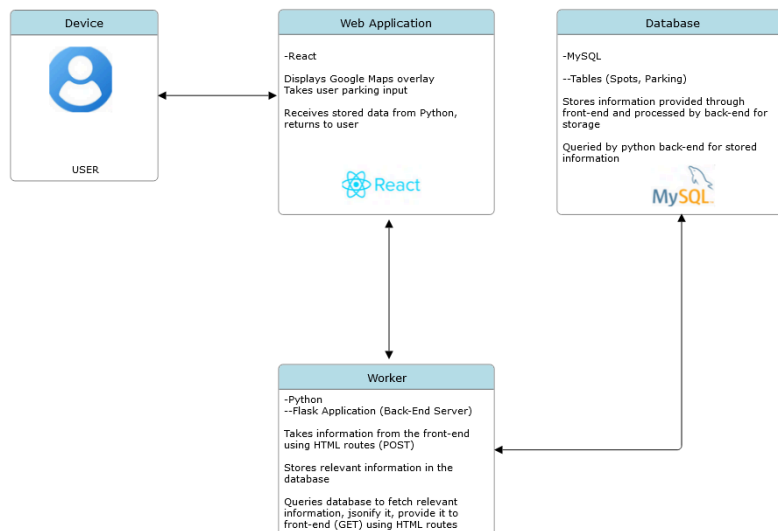 Device
USER
Web Application
-React
Displays Google Maps overlay
Takes user parking input
Receives stored data from Python,
returns to user
React
Database
-MySQL
--Tables (Spots, Parking)
Stores information provided through
front-end and processed by back-end for
storage
Queried by python back-end for stored
information
MySQL
Worker
-Python
--Flask Application (Back-End Server)
Takes information from the front-end
using HTML routes (POST)
Stores relevant information in the
database
Queries database to fetch relevant
information, jsonify it, provide it to
front-end (GET) using HTML routes